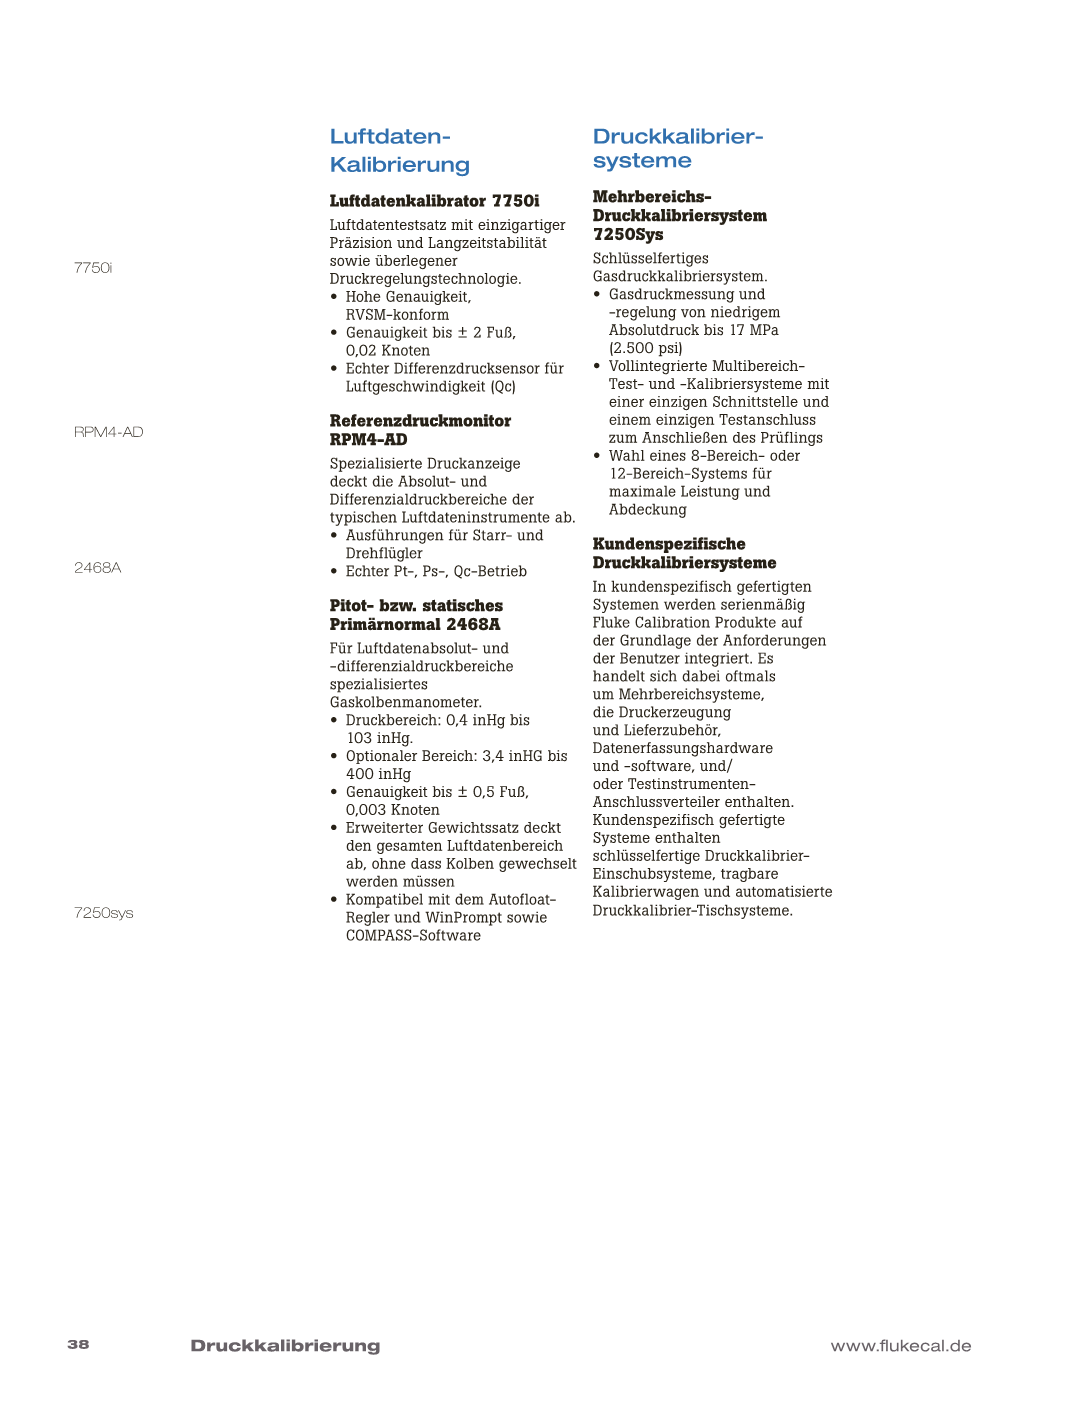 7750i
RPM4-AD
2468A
7250sys
Luftdaten-
Kalibrierung
Luftdatenkalibrator 7750i
Luftdatentestsatz mit einzigartiger
Präzision und Langzeitstabilität
sowie überlegener
Druckregelungstechnologie.
• Hohe Genauigkeit,
RVSM-konform
• Genauigkeit bis ± 2 Fuß,
0,02 Knoten
• Echter Differenzdrucksensor für
Luftgeschwindigkeit (Qc)
Referenzdruckmonitor
RPM4-AD
Spezialisierte Druckanzeige
deckt die Absolut- und
Differenzialdruckbereiche der
typischen Luftdateninstrumente ab.
• Ausführungen für Starr- und
Drehflügler
• Echter Pt-, Ps-, Qc-Betrieb
Pitot- bzw. statisches
Primärnormal 2468A
Für Luftdatenabsolut- und
-differenzialdruckbereiche
spezialisiertes
Gaskolbenmanometer.
• Druckbereich: 0,4 inHg bis
103 inHg.
• Optionaler Bereich: 3,4 inHG bis
400 inHg
• Genauigkeit bis ± 0,5 Fuß,
0,003 Knoten
• Erweiterter Gewichtssatz deckt
den gesamten Luftdatenbereich
ab, ohne dass Kolben gewechselt
werden müssen
• Kompatibel mit dem Autofloat-
Regler und WinPrompt sowie
COMPASS-Software
Druckkalibrier-
systeme
Mehrbereichs-
Druckkalibriersystem
7250Sys
Schlüsselfertiges
Gasdruckkalibriersystem.
• Gasdruckmessung und
-regelung von niedrigem
Absolutdruck bis 17 MPa
(2.500 psi)
• Vollintegrierte Multibereich-
Test- und -Kalibriersysteme mit
einer einzigen Schnittstelle und
einem einzigen Testanschluss
zum Anschließen des Prüflings
• Wahl eines 8-Bereich- oder
12-Bereich-Systems für
maximale Leistung und
Abdeckung
Kundenspezifische
Druckkalibriersysteme
In kundenspezifisch gefertigten
Systemen werden serienmäßig
Fluke Calibration Produkte auf
der Grundlage der Anforderungen
der Benutzer integriert. Es
handelt sich dabei oftmals
um Mehrbereichsysteme,
die Druckerzeugung
und Lieferzubehör,
Datenerfassungshardware
und -software, und/
oder Testinstrumenten-
Anschlussverteiler enthalten.
Kundenspezifisch gefertigte
Systeme enthalten
schlüsselfertige Druckkalibrier-
Einschubsysteme, tragbare
Kalibrierwagen und automatisierte
Druckkalibrier-Tischsysteme.
38
Druckkalibrierung
www.flukecal.de